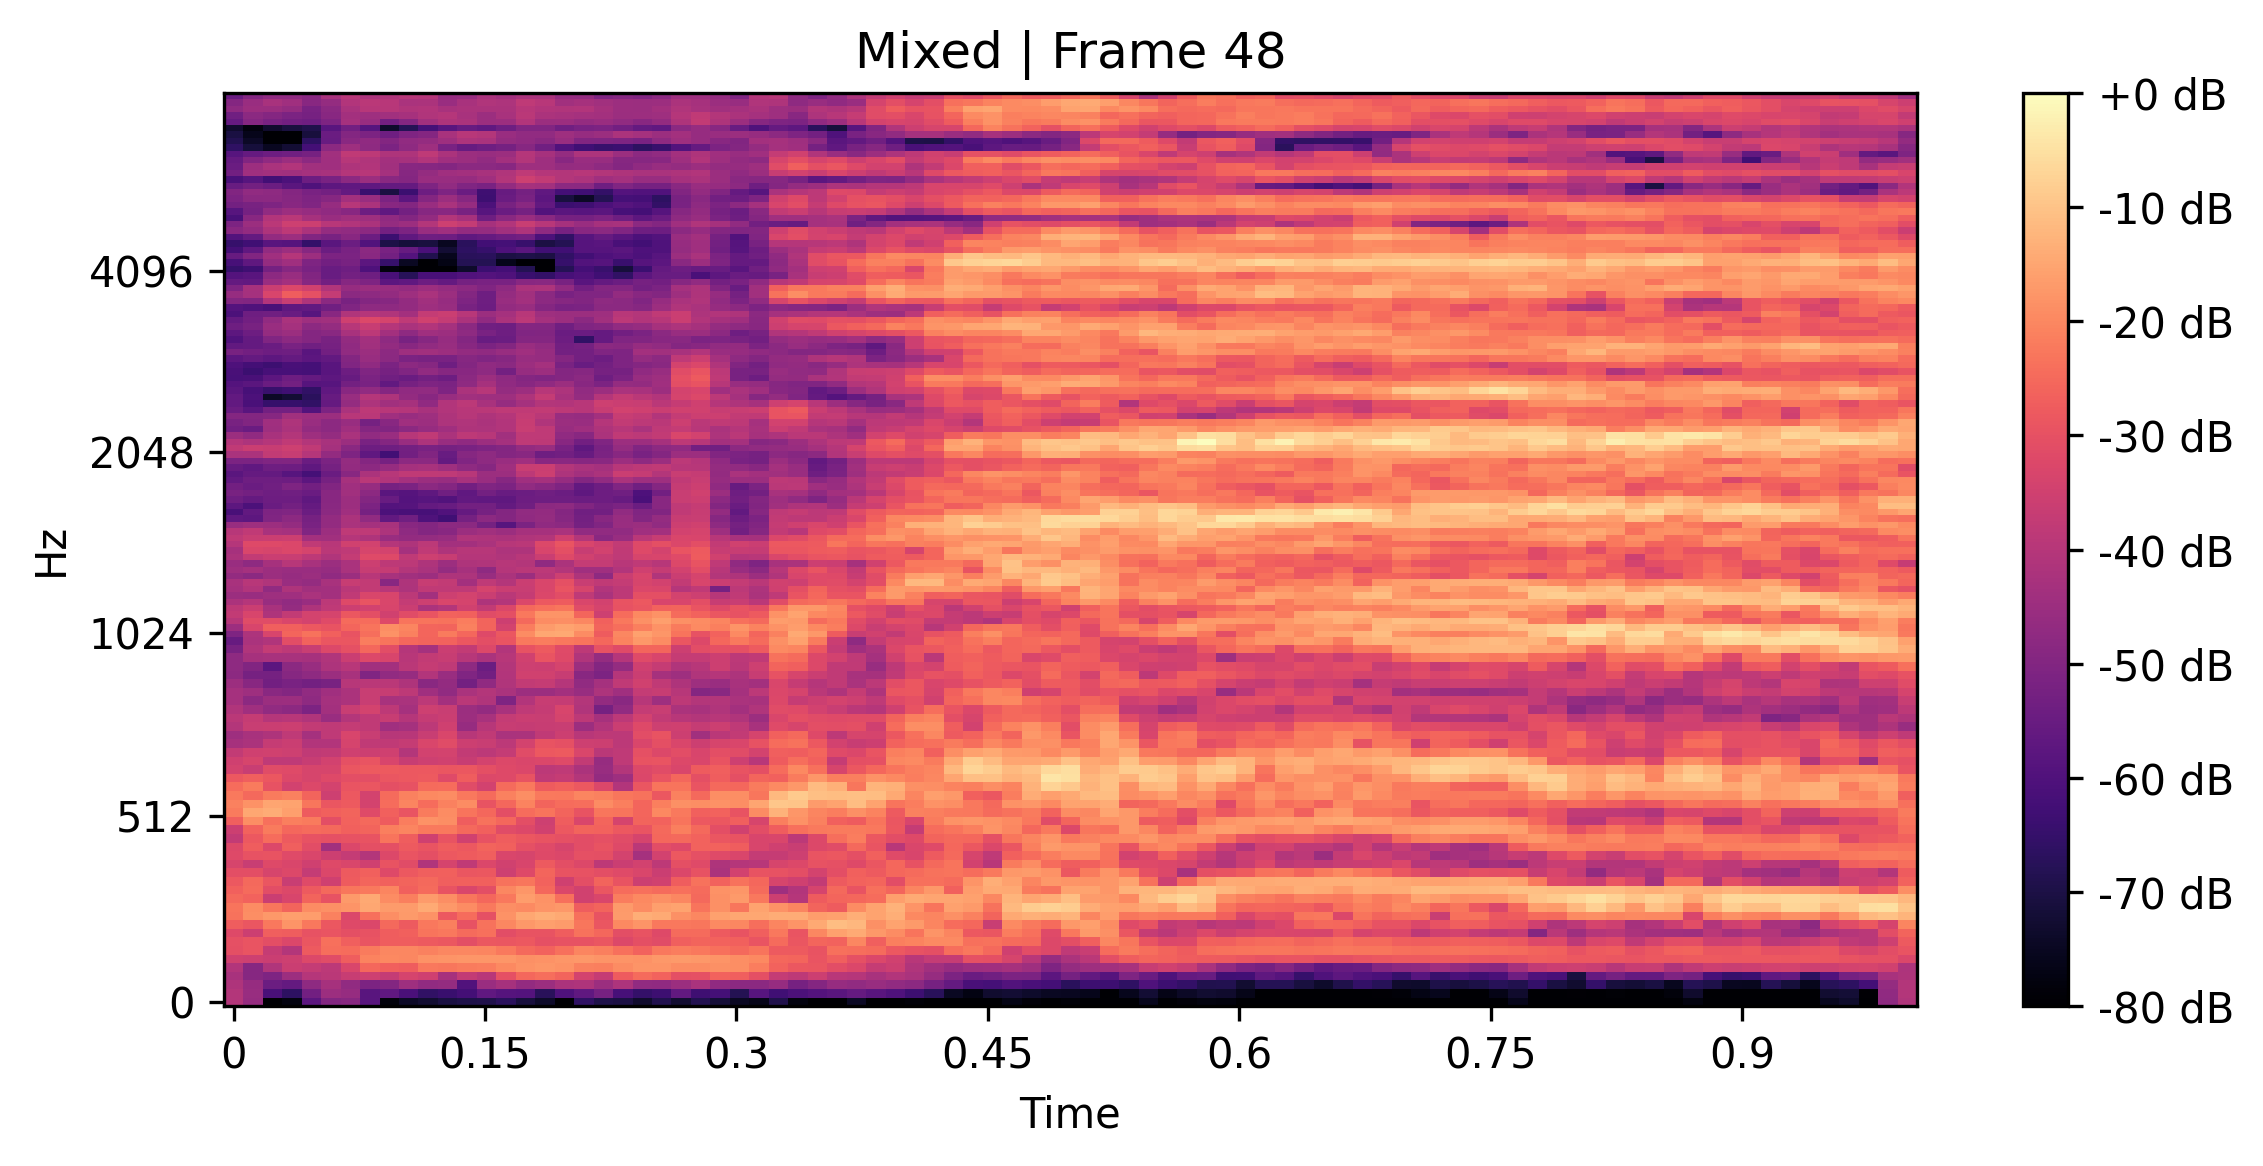 Mixed | Frame 48
+0 dB
-10 dB
-20 dB
-30 dB
-40 dB
-50 dB
-60 dB
-70 dB
-80 dB
4096
2048
1024
512
0
Hz
0 0.15 0.3 0.45 0.6 0.75 0.9
Time